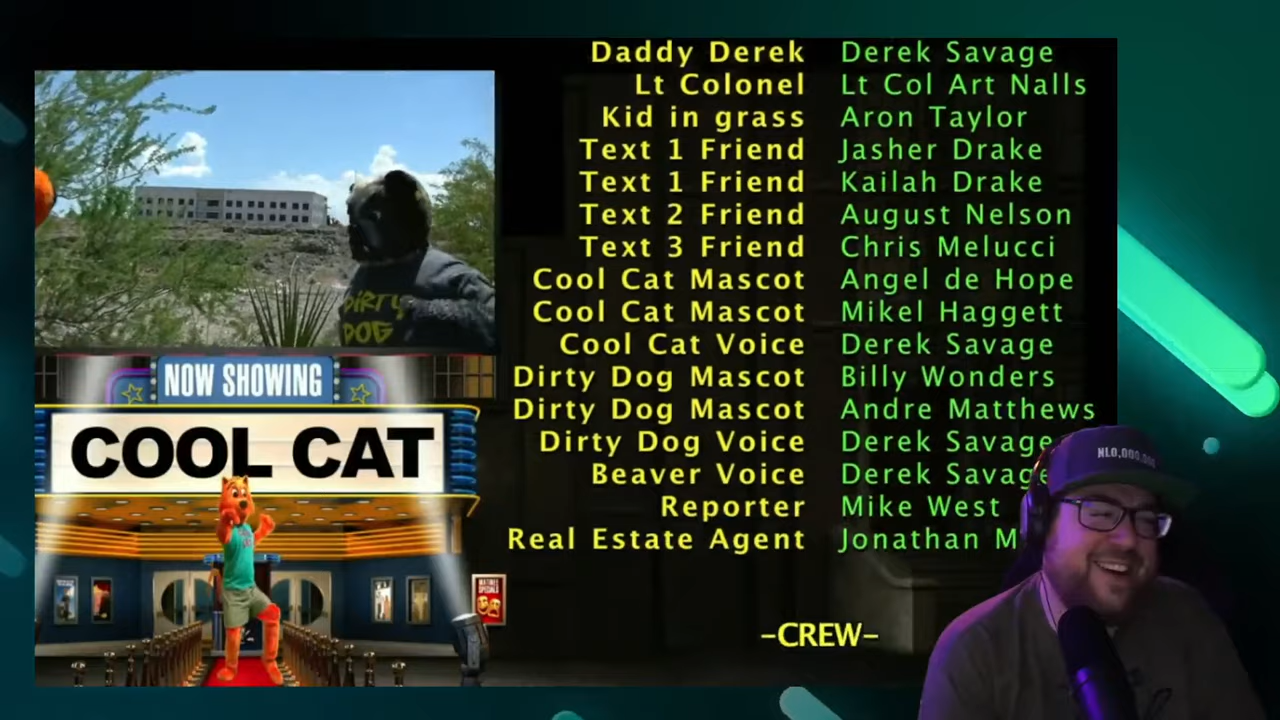 Daddy Derek Derek Savage
Lt Colonel Lt Col Art Nalls
Kid in grass Aron Taylor
Text 1 Friend Jasher Drake
Text 1 Friend Kailah Drake
Text 2 Friend August Nelson
Text 3 Friend Chris Melucci
Cool Cat Mascot Angel de Hope
Cool Cat Mascot Mikel Haggett
Cool Cat Voice Derek Savage
Dirty Dog Mascot Billy Wonders
Dirty Dog Mascot Andre Matthews
Dirty Dog Voice Derek Savage
Beaver Voice Derek Savage
Reporter Mike West
Real Estate Agent Jonathan M
-CREW-
DIRTY
DOG
NOW SHOWING
COOL CAT
MATINEE
SPECIALS